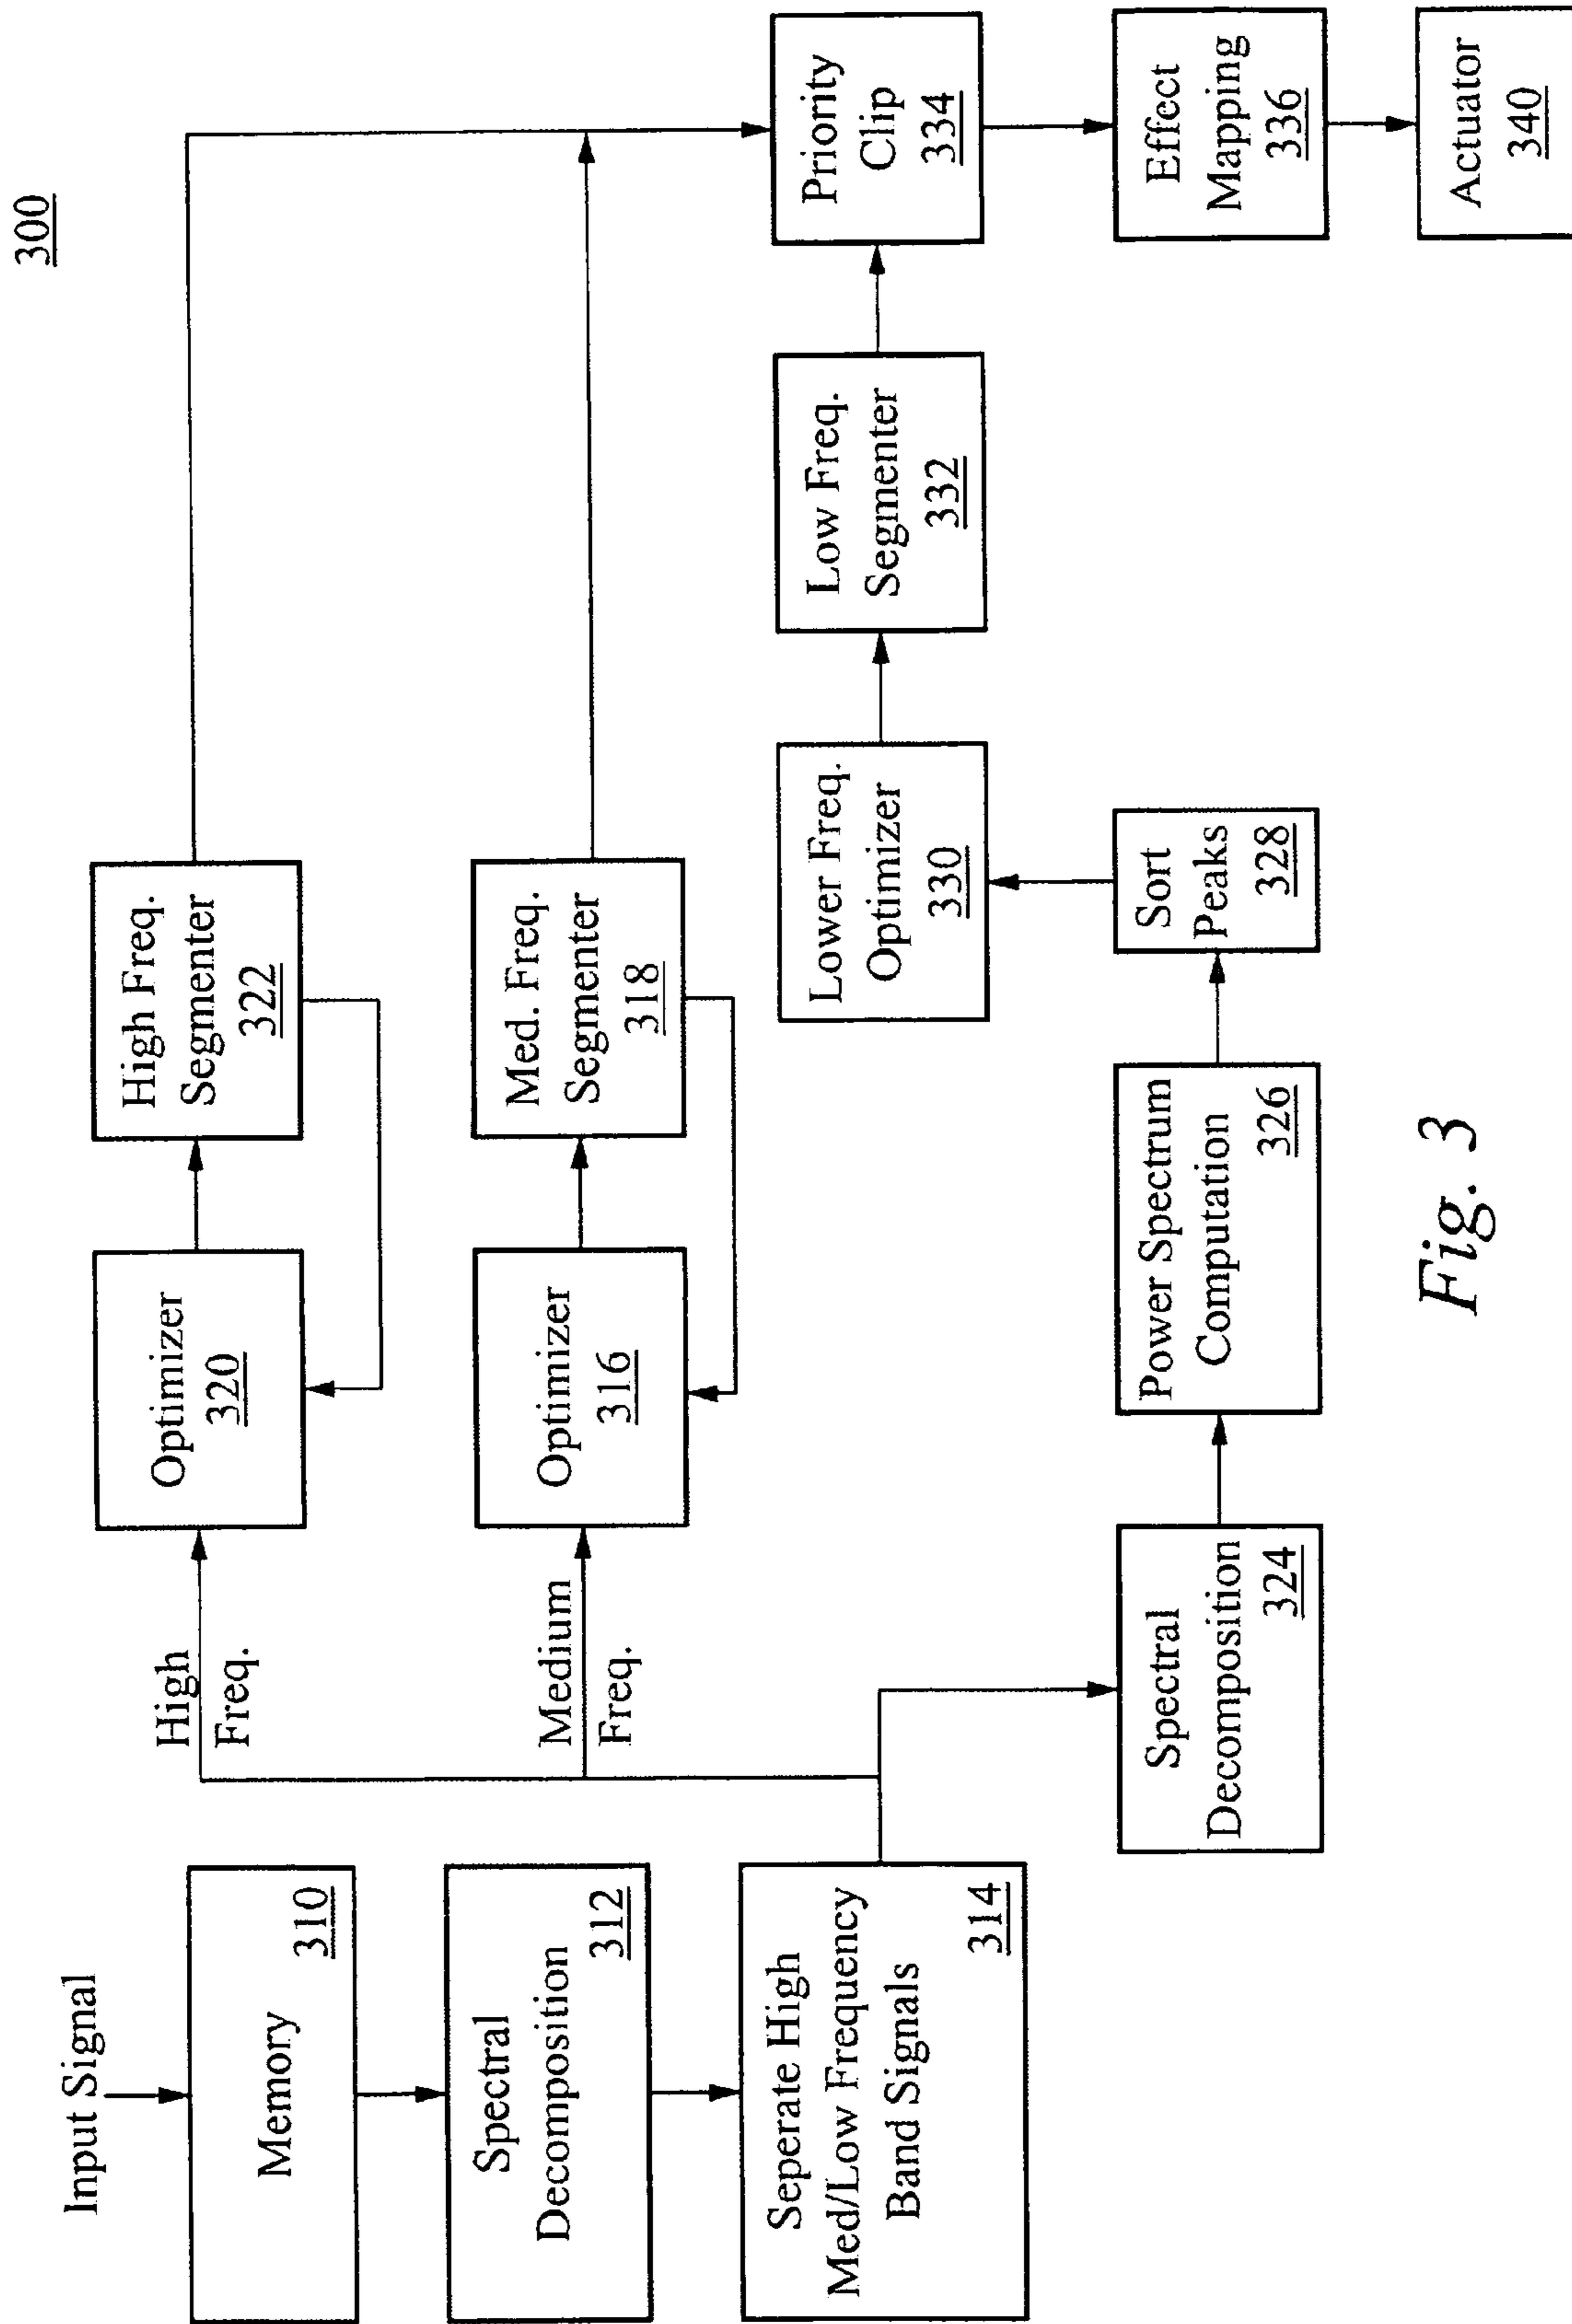 300
Input Signal
Memory
310
Spectral
Decomposition
312
Seperate High
Med/Low Frequency
Band Signals
314
High
Freq.
Medium
Freq.
Optimizer
320
High Freq.
Segmenter
322
Optimizer
316
Med. Freq.
Segmenter
318
Spectral
Decomposition
324
Power Spectrum
Computation
326
Sort
Peaks
328
Lower Freq.
Optimizer
330
Low Freq.
Segmenter
332
Priority
Clip
334
Effect
Mapping
336
Actuator
340
Fig. 3